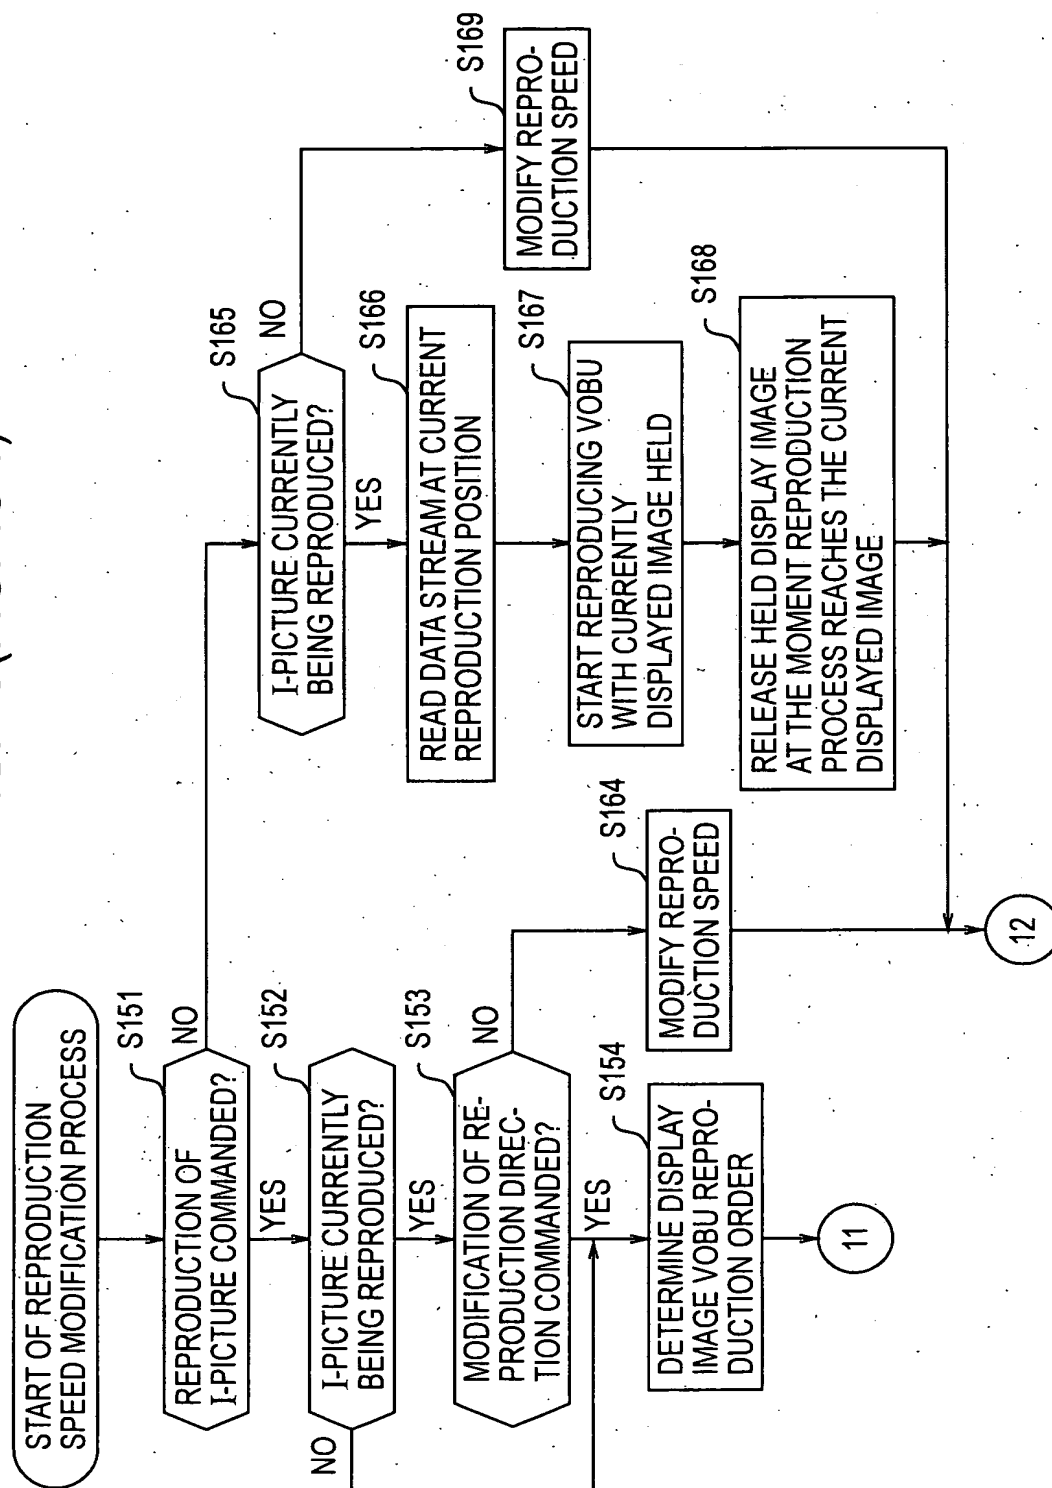 START OF REPRODUCTION
SPEED MODIFICATION PROCESS
S151
REPRODUCTION OF
I-PICTURE COMMANDED?
NO
YES
S152
I-PICTURE CURRENTLY
BEING REPRODUCED?
NO
YES
S153
MODIFICATION OF RE-
PRODUCTION DIREC-
TION COMMANDED?
NO
YES
S154
DETERMINE DISPLAY
IMAGE VOBU REPRO-
DUCTION ORDER
11
S164
MODIFY REPRO-
DUCTION SPEED
12
S165
I-PICTURE CURRENTLY
BEING REPRODUCED?
NO
YES
S166
READ DATA STREAM AT CURRENT
REPRODUCTION POSITION
S167
START REPRODUCING VOBU
WITH CURRENTLY
DISPLAYED IMAGE HELD
S168
RELEASE HELD DISPLAY IMAGE
AT THE MOMENT REPRODUCTION
PROCESS REACHES THE CURRENT
DISPLAYED IMAGE
S169
MODIFY REPRO-
DUCTION SPEED